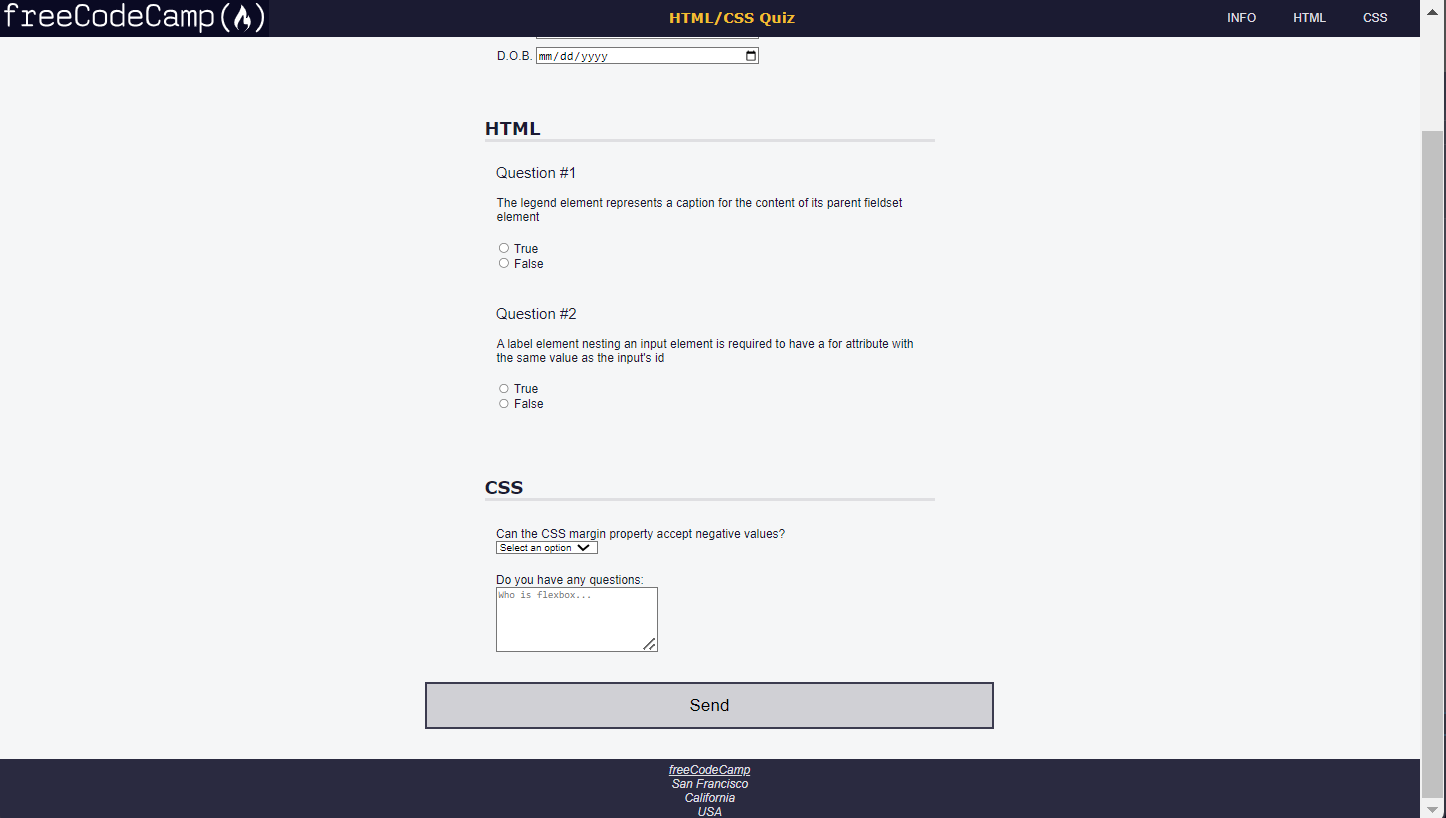 freeCodeCamp
HTML/CSS Quiz
INFO HTML CSS
D.O.B. mm/dd/yyyy
HTML
Question #1
The legend element represents a caption for the content of its parent fieldset
element
True
False
Question #2
A label element nesting an input element is required to have a for attribute with
the same value as the input's id
True
False
CSS
Can the CSS margin property accept negative values?
Select an option
Do you have any questions:
Who is flexbox...
Send
freeCodeCamp
San Francisco
California
USA